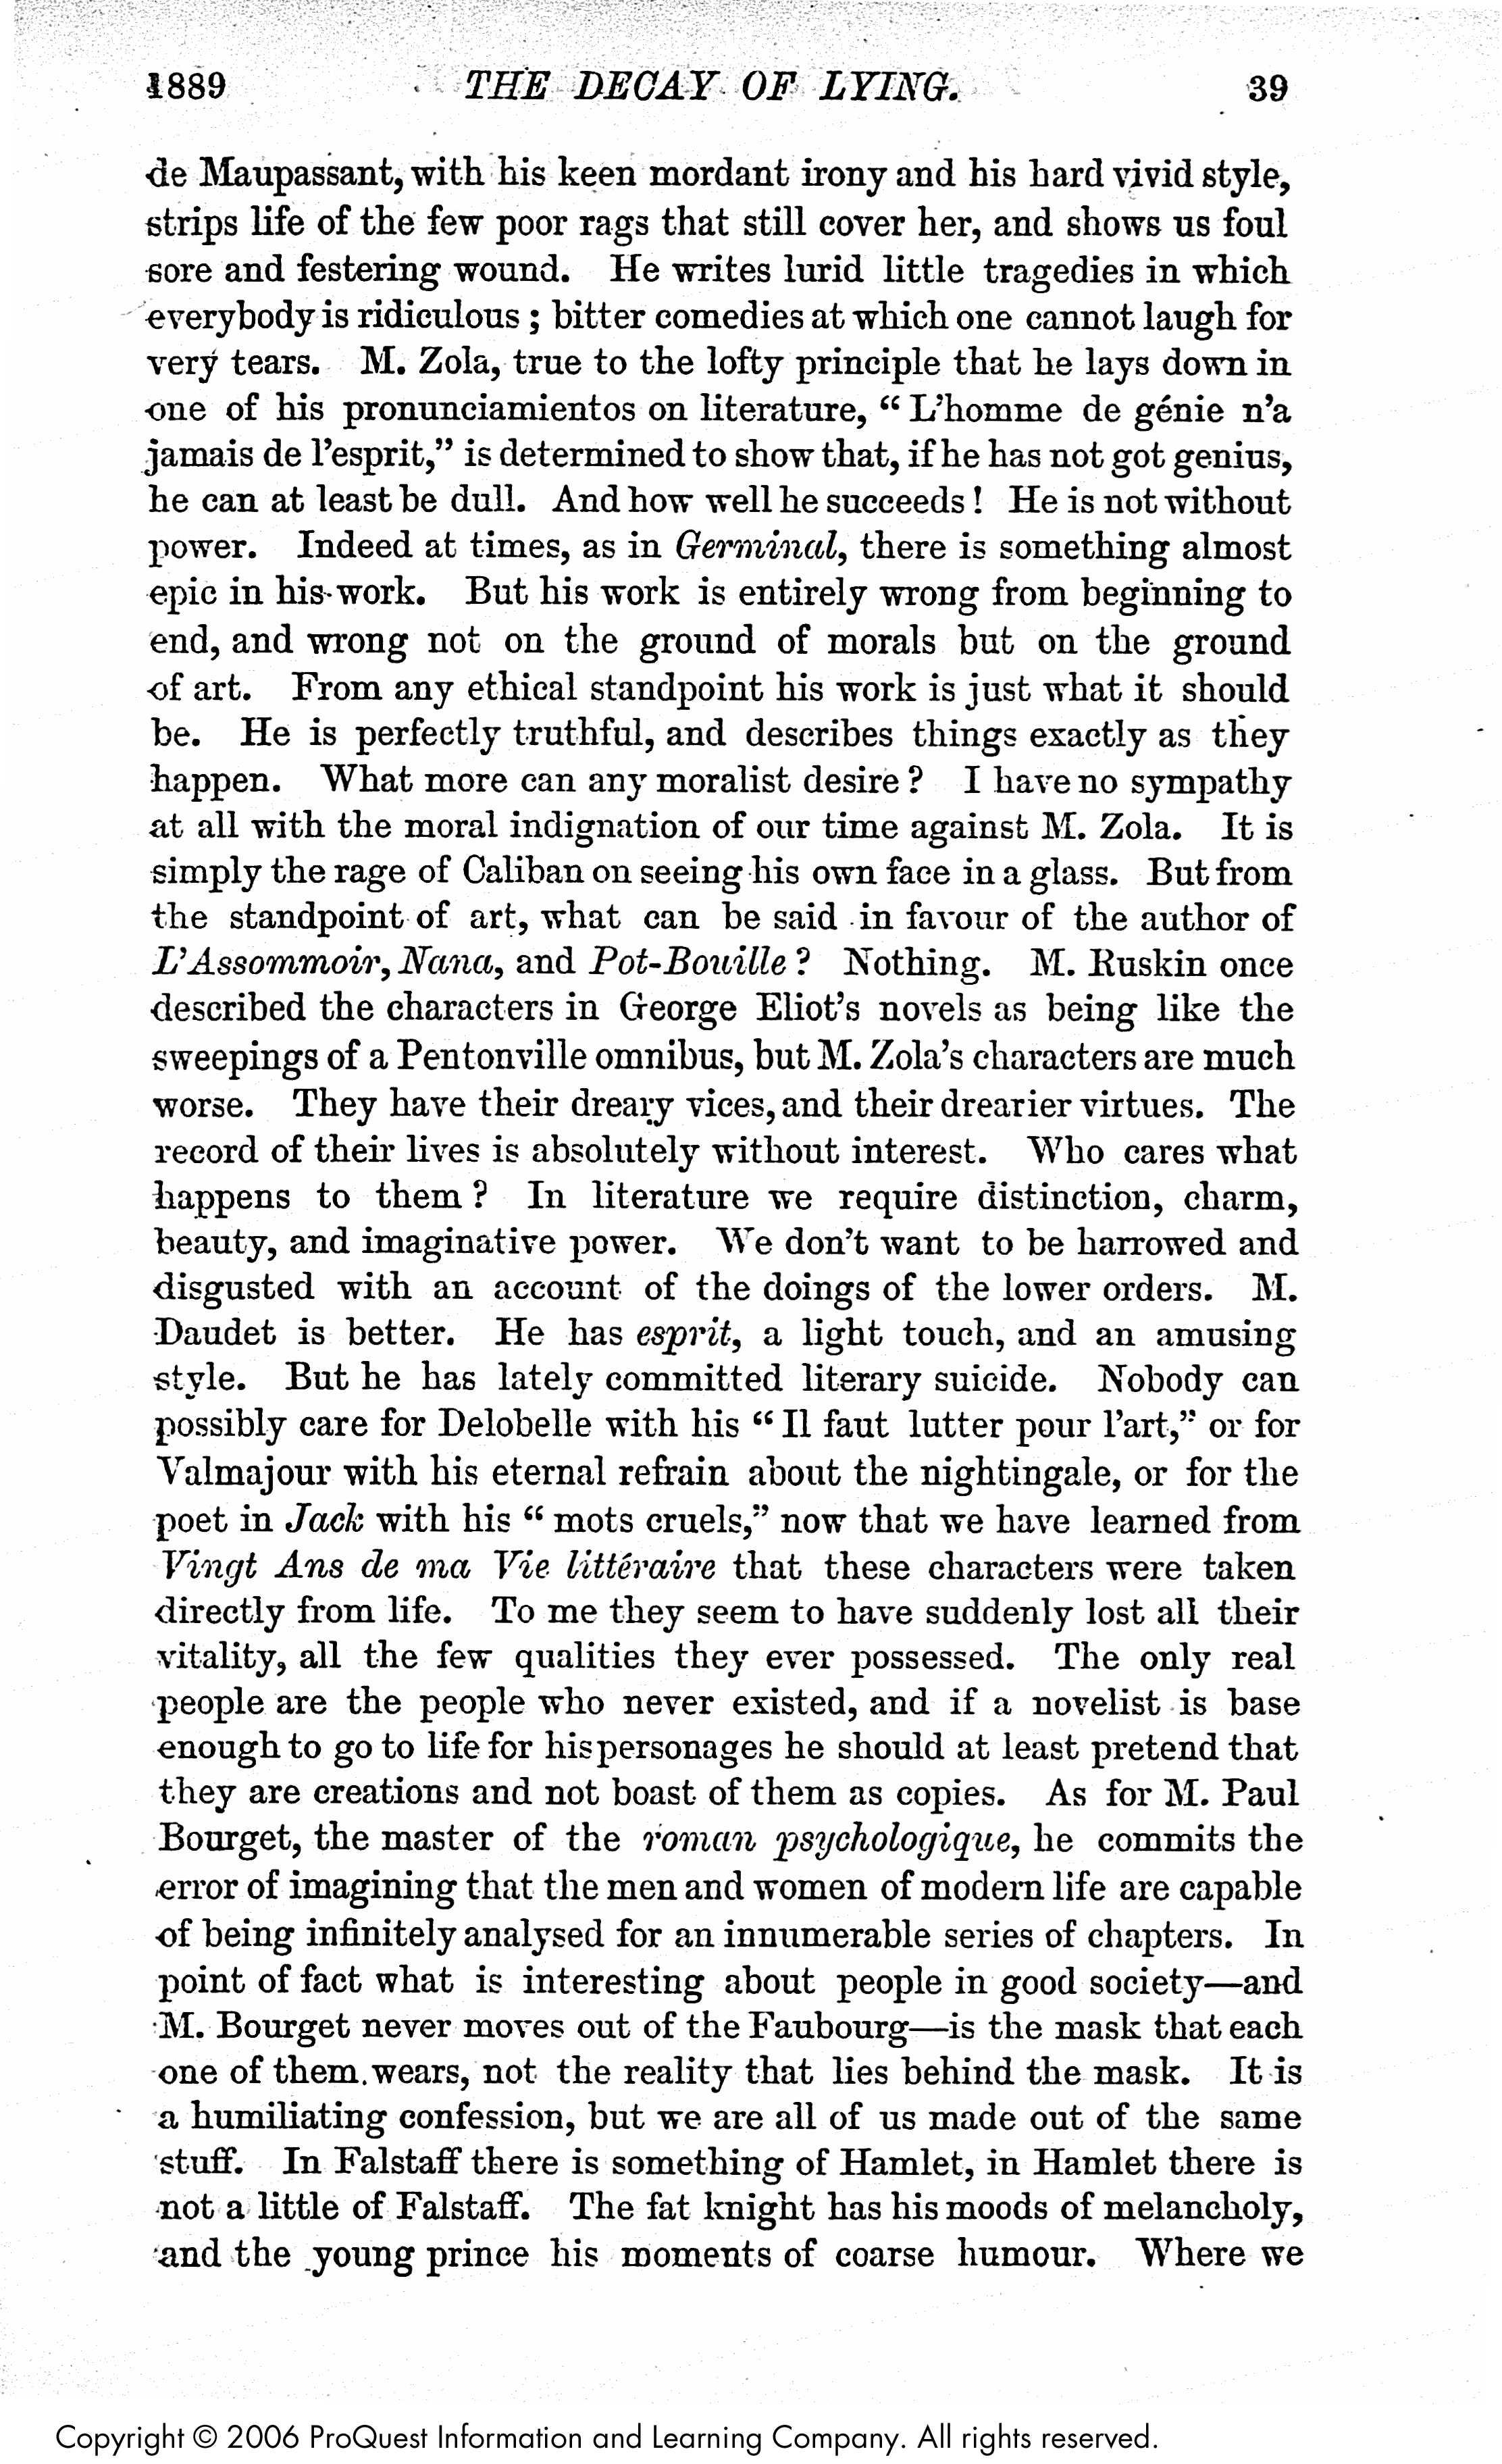 1889 THE DECAY OF LYING. 39
de Maupassant, with his keen mordant irony and his hard vivid style,
strips life of the few poor rags that still cover her, and shows us foul
sore and festering wound. He writes lurid little tragedies in which
everybody is ridiculous ; bitter comedies at which one cannot laugh for
very tears. M. Zola, true to the lofty principle that he lays down in
one of his pronunciamientos on literature, “ L’homme de génie n’a
jamais de l’esprit,” is determined to show that, if he has not got genius,
he can at least be dull. And how well he succeeds ! He is not without
power. Indeed at times, as in Germinal, there is something almost
epic in his work. But his work is entirely wrong from beginning to
end, and wrong not on the ground of morals but on the ground
of art. From any ethical standpoint his work is just what it should
be. He is perfectly truthful, and describes things exactly as they
happen. What more can any moralist desire ? I have no sympathy
at all with the moral indignation of our time against M. Zola. It is
simply the rage of Caliban on seeing his own face in a glass. But from
the standpoint of art, what can be said in favour of the author of
L’Assommoir, Nana, and Pot-Bouille ? Nothing. M. Ruskin once
described the characters in George Eliot’s novels as being like the
sweepings of a Pentonville omnibus, but M. Zola’s characters are much
worse. They have their dreary vices, and their drearier virtues. The
record of their lives is absolutely without interest. Who cares what
happens to them ? In literature we require distinction, charm,
beauty, and imaginative power. We don’t want to be harrowed and
disgusted with an account of the doings of the lower orders. M.
Daudet is better. He has esprit, a light touch, and an amusing
style. But he has lately committed literary suicide. Nobody can
possibly care for Delobelle with his “ Il faut lutter pour l’art,” or for
Valmajour with his eternal refrain about the nightingale, or for the
poet in Jack with his “ mots cruels,” now that we have learned from
Vingt Ans de ma Vie littéraire that these characters were taken
directly from life. To me they seem to have suddenly lost all their
vitality, all the few qualities they ever possessed. The only real
people are the people who never existed, and if a novelist is base
enough to go to life for his personages he should at least pretend that
they are creations and not boast of them as copies. As for M. Paul
Bourget, the master of the roman psychologique, he commits the
error of imagining that the men and women of modern life are capable
of being infinitely analysed for an innumerable series of chapters. In
point of fact what is interesting about people in good society—and
M. Bourget never moves out of the Faubourg—is the mask that each
one of them wears, not the reality that lies behind the mask. It is
a humiliating confession, but we are all of us made out of the same
stuff. In Falstaff there is something of Hamlet, in Hamlet there is
not a little of Falstaff. The fat knight has his moods of melancholy,
and the young prince his moments of coarse humour. Where we
Copyright © 2006 ProQuest Information and Learning Company. All rights reserved.